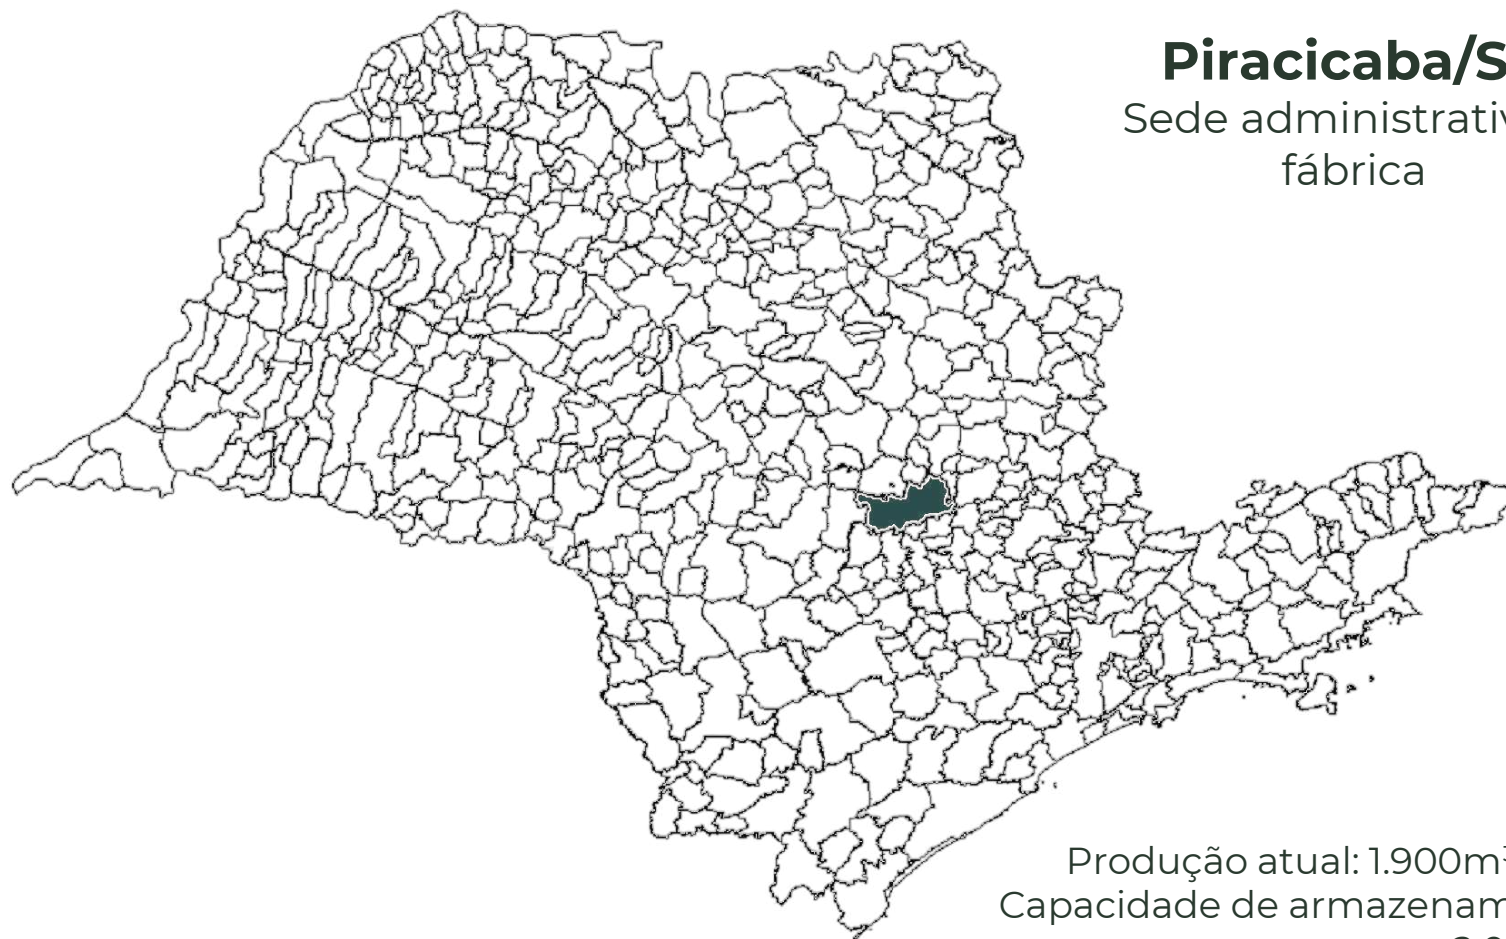 Piracicaba/S
Sede administrativ
fábrica
Produção atual: 1.900m
Capacidade de armazenam